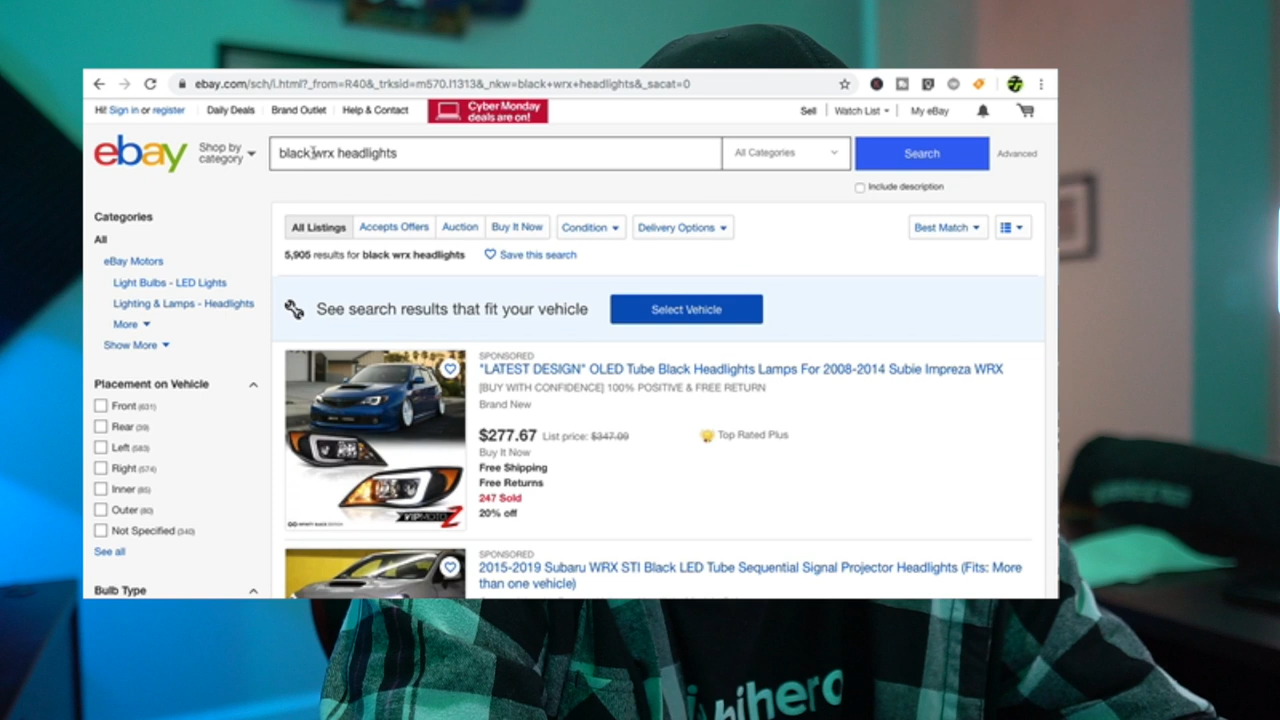 ebay.com/sch/i.html?_from=R40&_trksid=m570.l1313&_nkw=black+wrx+headlights&_sacat=0
Hi! Sign in or register
Daily Deals
Brand Outlet
Help & Contact
Cyber Monday
deals are on!
Sell
Watch List
My eBay
ebay
Shop by
category
black wrx headlights
All Categories
Search
Advanced
Include description
Categories
All
eBay Motors
Light Bulbs - LED Lights
Lighting & Lamps - Headlights
More
Show More
Placement on Vehicle
Front (631)
Rear (39)
Left (583)
Right (574)
Inner (85)
Outer (80)
Not Specified (340)
See all
Bulb Type
All Listings
Accepts Offers
Auction
Buy It Now
Condition
Delivery Options
Best Match
5,905 results for black wrx headlights
Save this search
See search results that fit your vehicle
Select Vehicle
SPONSORED
"LATEST DESIGN" OLED Tube Black Headlights Lamps For 2008-2014 Subie Impreza WRX
[BUY WITH CONFIDENCE] 100% POSITIVE & FREE RETURN
Brand New
$277.67 List price: $347.09
Top Rated Plus
Buy It Now
Free Shipping
Free Returns
247 Sold
20% off
VIPMOTOZ
SPONSORED
2015-2019 Subaru WRX STI Black LED Tube Sequential Signal Projector Headlights (Fits: More
than one vehicle)
hihero